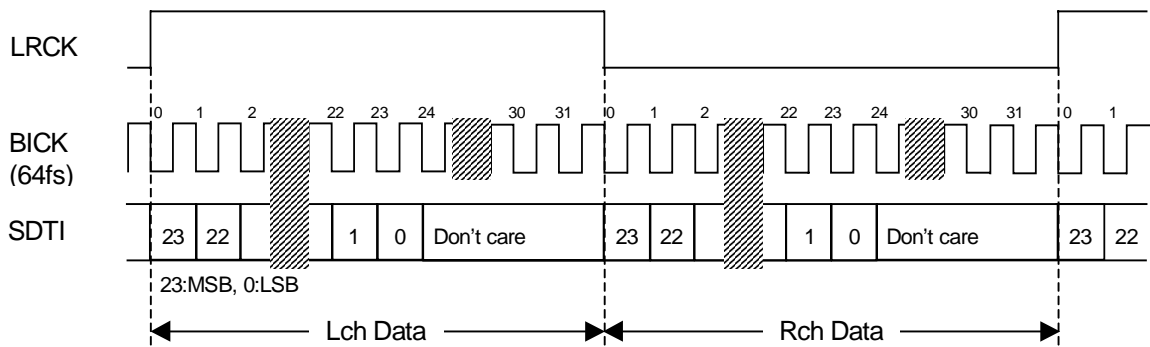 LRCK
0 1 2 22 23 24 30 31 0 1 2 22 23 24 30 31 0 1
BICK
(64fs)
SDTI 23 22 1 0 Don't care 23 22 1 0 Don't care 23 22
23:MSB, 0:LSB
Lch Data Rch Data